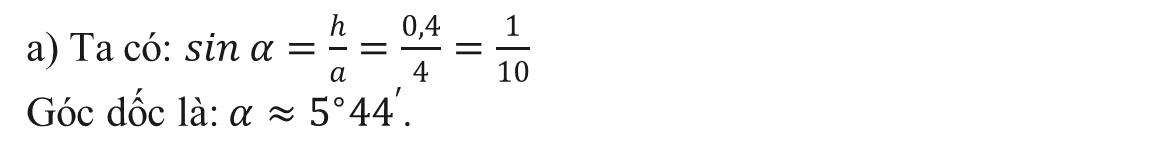 a) Ta có: sin α = h/a = 0,4/4 = 1/10
Góc dốc là: α ≈ 5°44′.